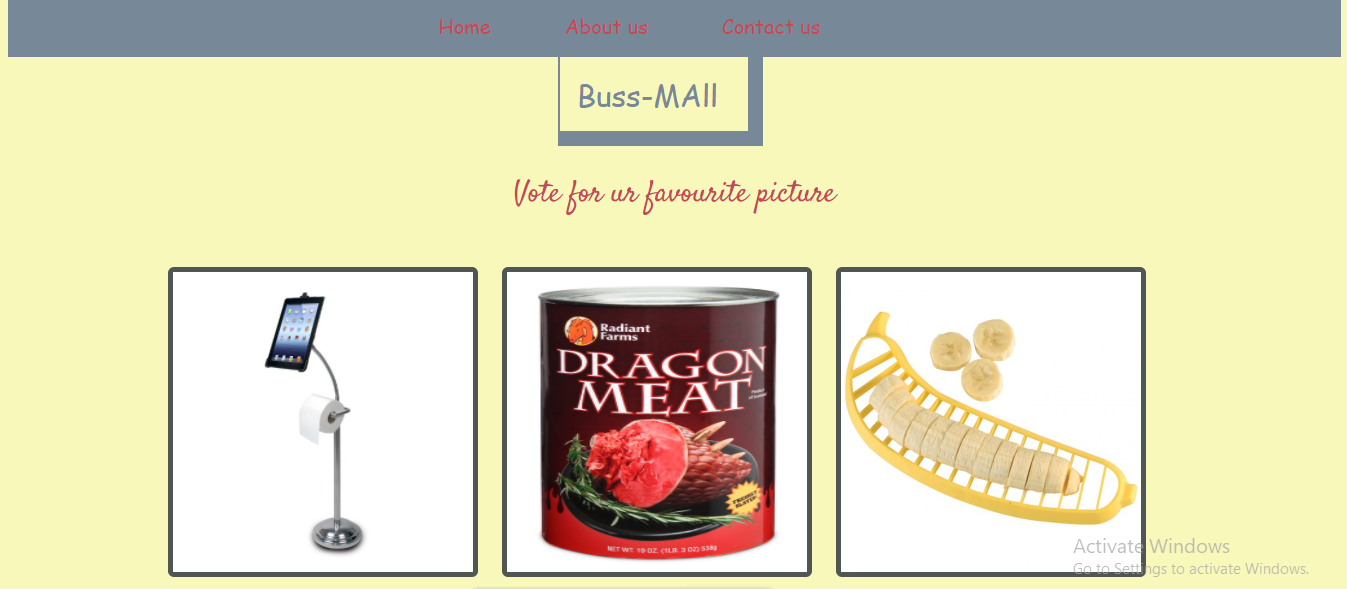 Home About us Contact us
Buss-MAll
Vote for ur favourite picture
Radiant
Farms
DRAGON
MEAT
NET WT. 19 OZ. (1LB. 3 OZ) 538g
Activate Windows
Go to Settings to activate Windows.